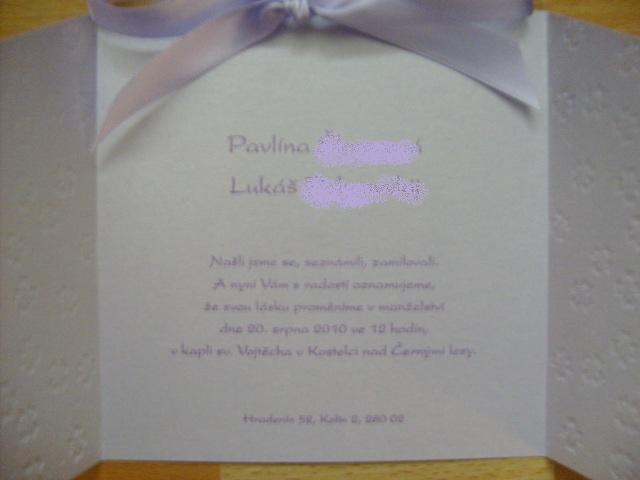 Pavlína
Lukáš
Našli jsme se, seznámili, zamilovali.
A nyní Vám s radostí oznamujeme,
že svou lásku proměníme v manželství
dne 20. srpna 2010 ve 12 hodin,
v kapli sv. Vojtěcha v Kostelci nad Černými lesy.
Hradenín 52, Kolín 2, 280 02